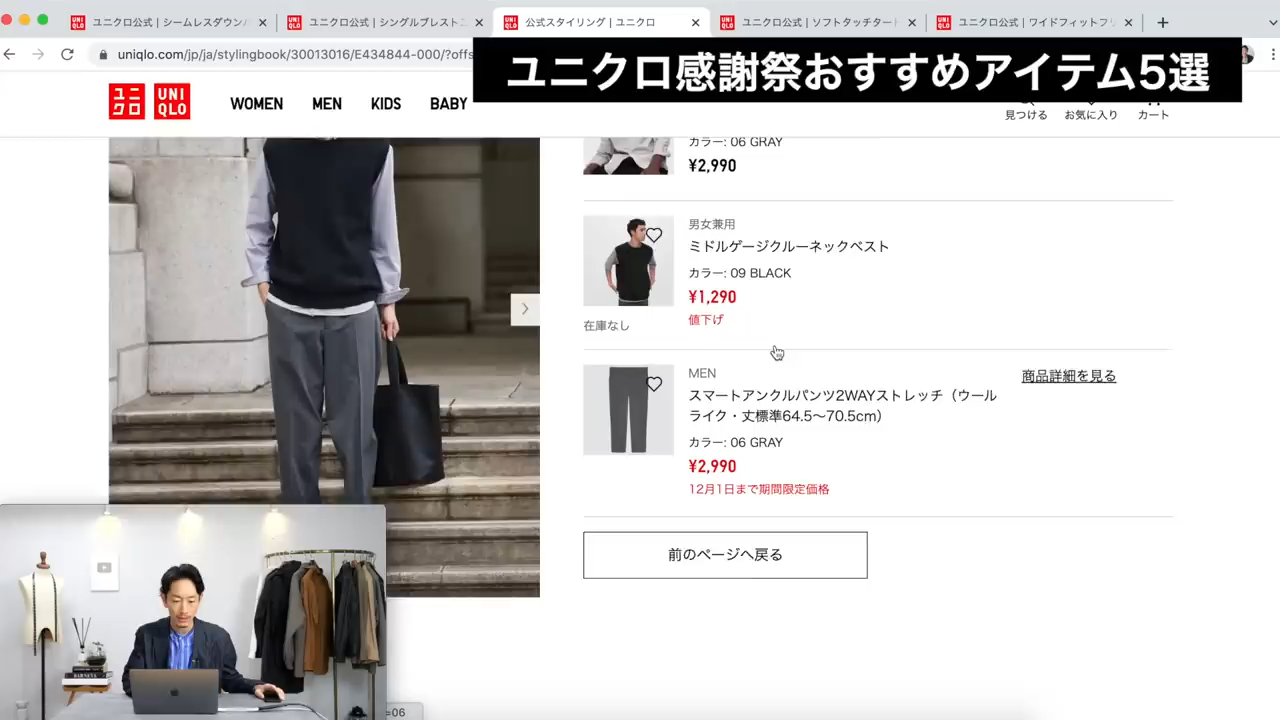 ユニクロ公式 | シームレスダウン
ユニクロ公式 | シングルブレスト
公式スタイリング | ユニクロ
ユニクロ公式 | ソフトタッチター
ユニクロ公式 | ワイドフィットフリ
uniqlo.com/jp/ja/stylingbook/30013016/E434844-000/?offs
ユニクロ感謝祭おすすめアイテム5選
ユニクロ
UNIQLO
WOMEN
MEN
KIDS
BABY
見つける
お気に入り
カート
カラー: 06 GRAY
¥2,990
男女兼用
ミドルゲージクルーネックベスト
カラー: 09 BLACK
¥1,290
値下げ
在庫なし
MEN
商品詳細を見る
スマートアンクルパンツ2WAYストレッチ（ウール
ライク・丈標準64.5〜70.5cm）
カラー: 06 GRAY
¥2,990
12月1日まで期間限定価格
前のページへ戻る
=06